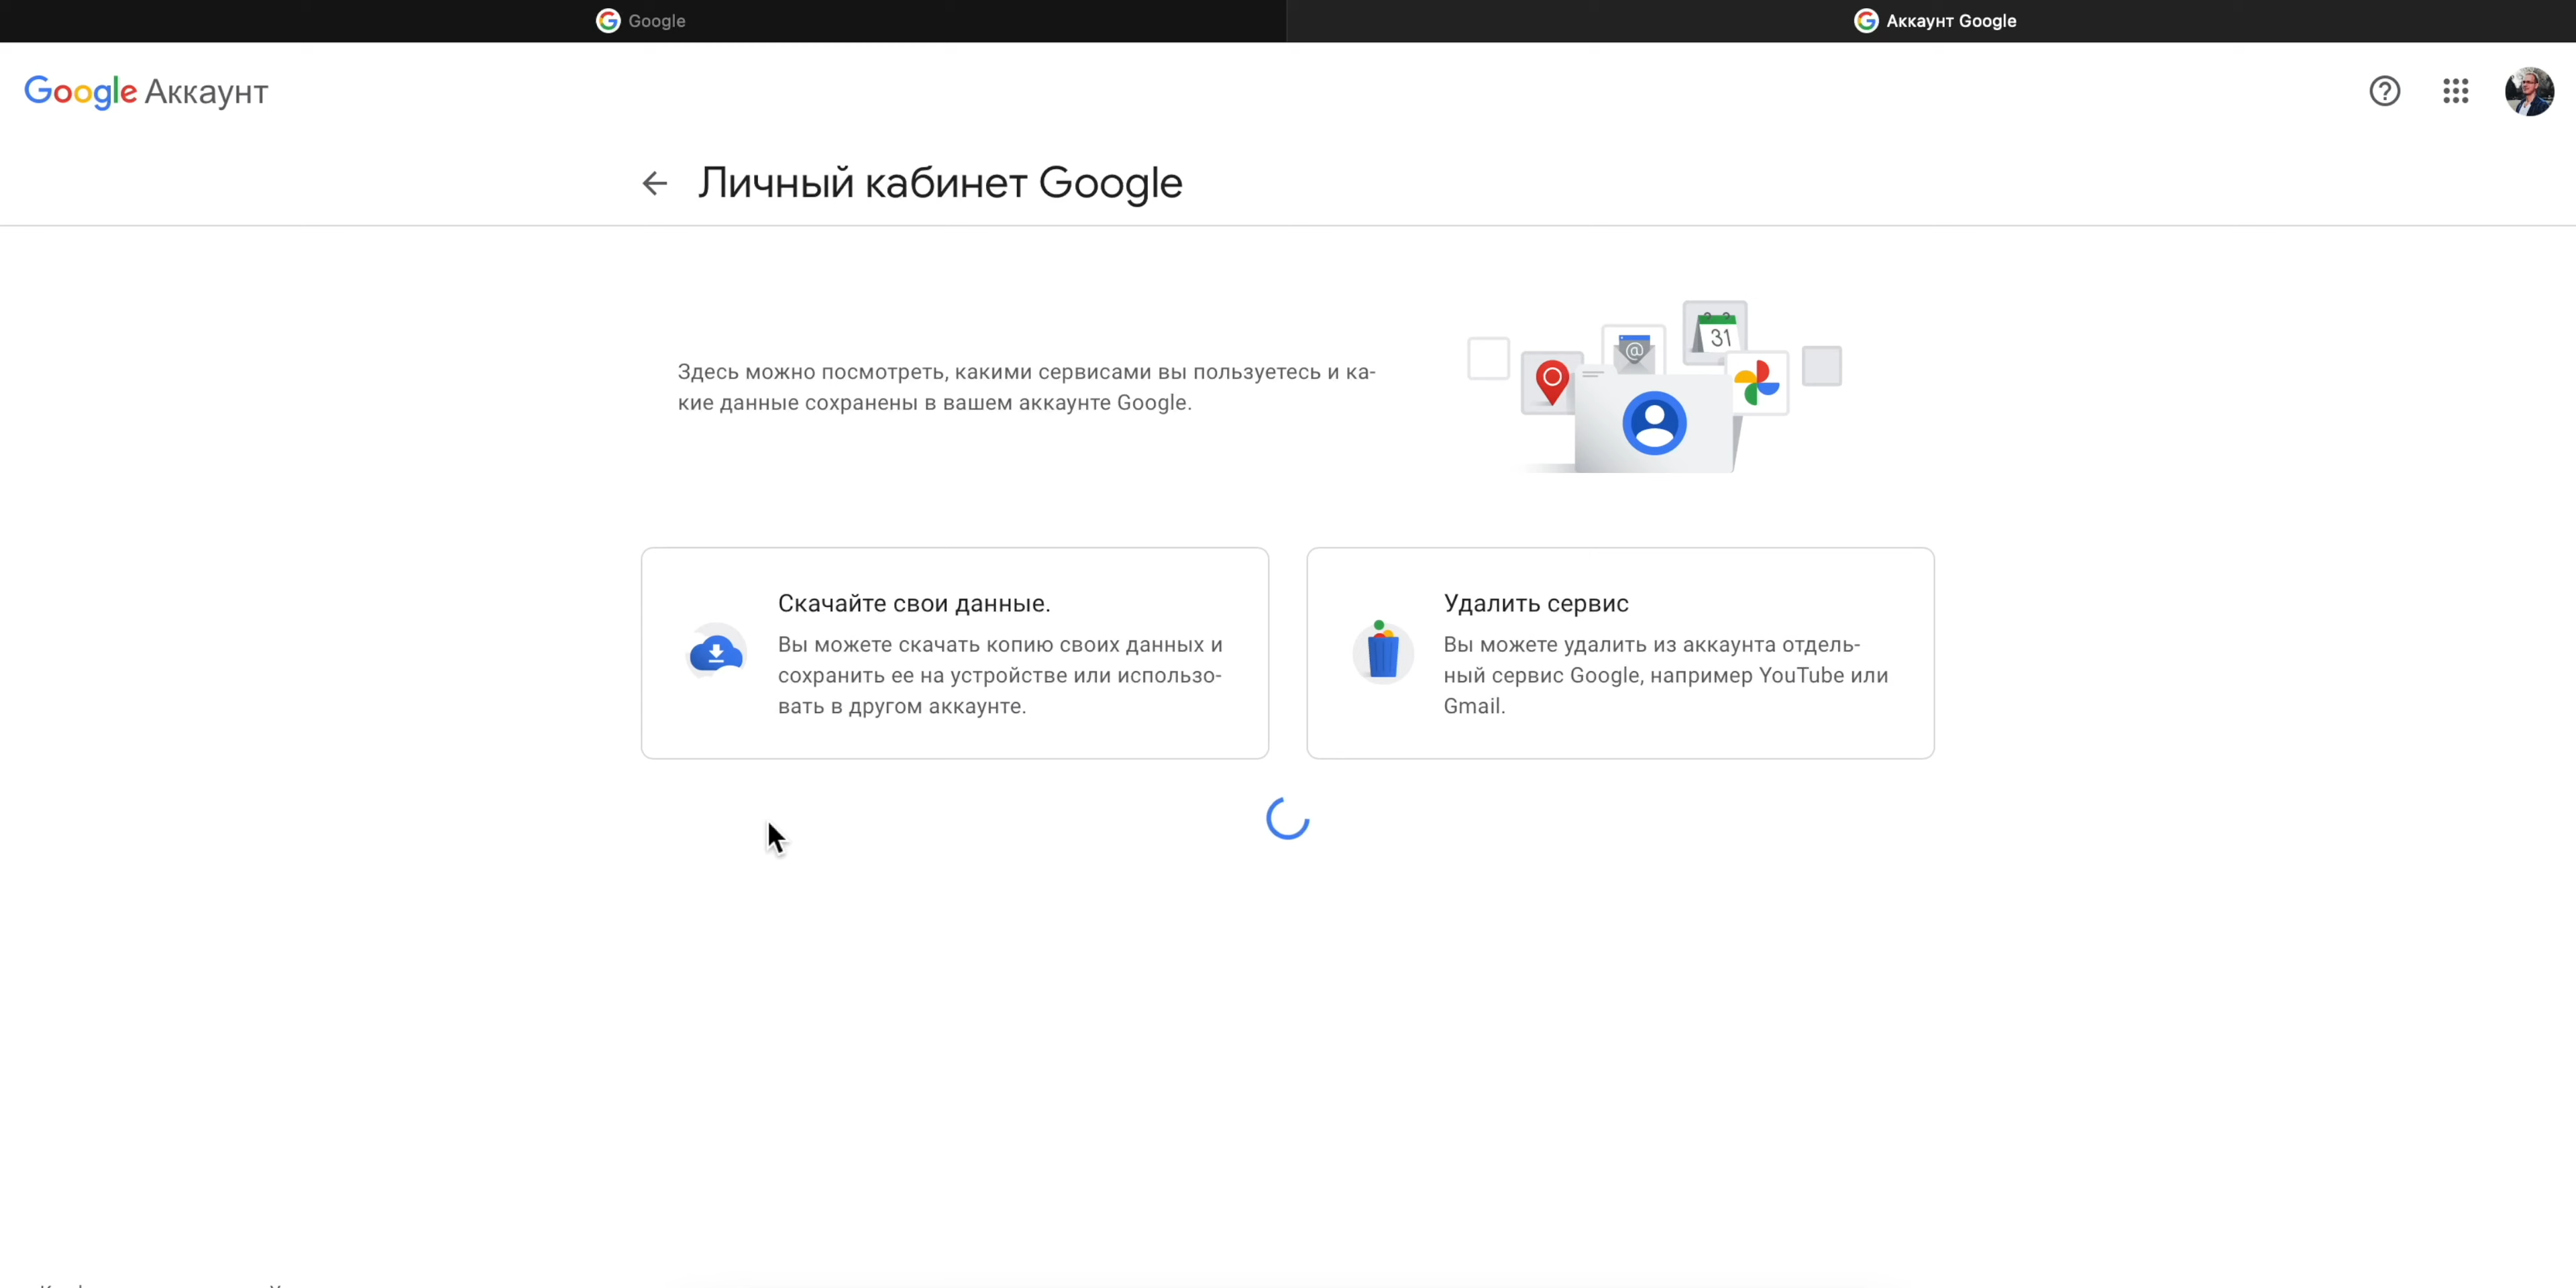 Google
Аккаунт Google
Google Аккаунт
Личный кабинет Google
Здесь можно посмотреть, какими сервисами вы пользуетесь и ка-
кие данные сохранены в вашем аккаунте Google.
@
31
Скачайте свои данные.
Вы можете скачать копию своих данных и
сохранить ее на устройстве или использо-
вать в другом аккаунте.
Удалить сервис
Вы можете удалить из аккаунта отдель-
ный сервис Google, например YouTube или
Gmail.